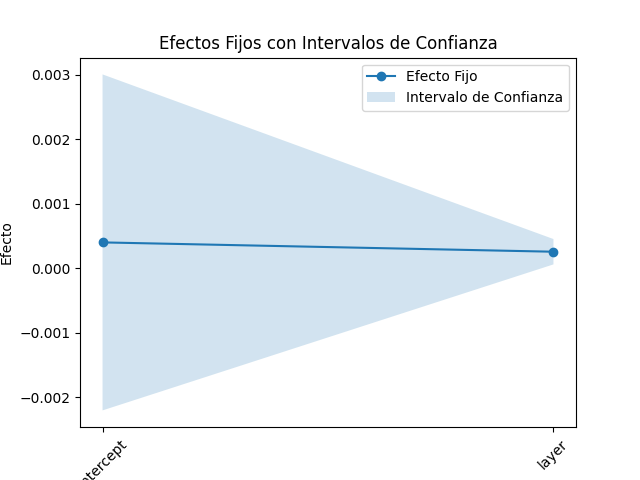 Efectos Fijos con Intervalos de Confianza
0.003
0.002
0.001
0.000
−0.001
−0.002
Efecto
Efecto Fijo
Intervalo de Confianza
ntercept
layer